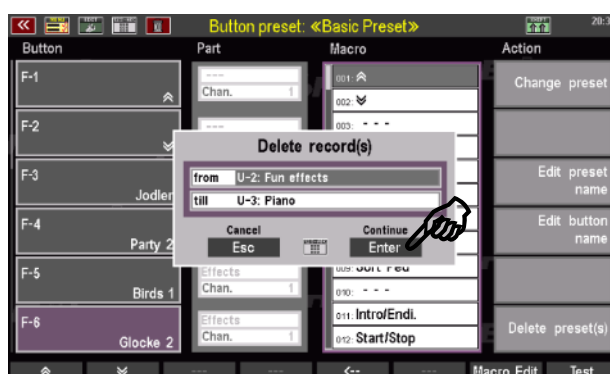 Button preset: «Basic Preset»
20:3
Button
Part
Macro
Action
F-1
---
Chan. 1
001:
Change preset
002:
F-2
---
003: - - -
Delete record(s)
from U-2: Fun effects
till U-3: Piano
Cancel
Esc
Continue
Enter
F-3
Jodler
Edit preset
name
F-4
Party 2
Edit button
name
F-5
Birds 1
Effects
Chan. 1
010: - - -
F-6
Glocke 2
Effects
Chan. 1
011: Intro/Endi.
012: Start/Stop
Delete preset(s)
---
---
<--
---
Macro Edit
Test